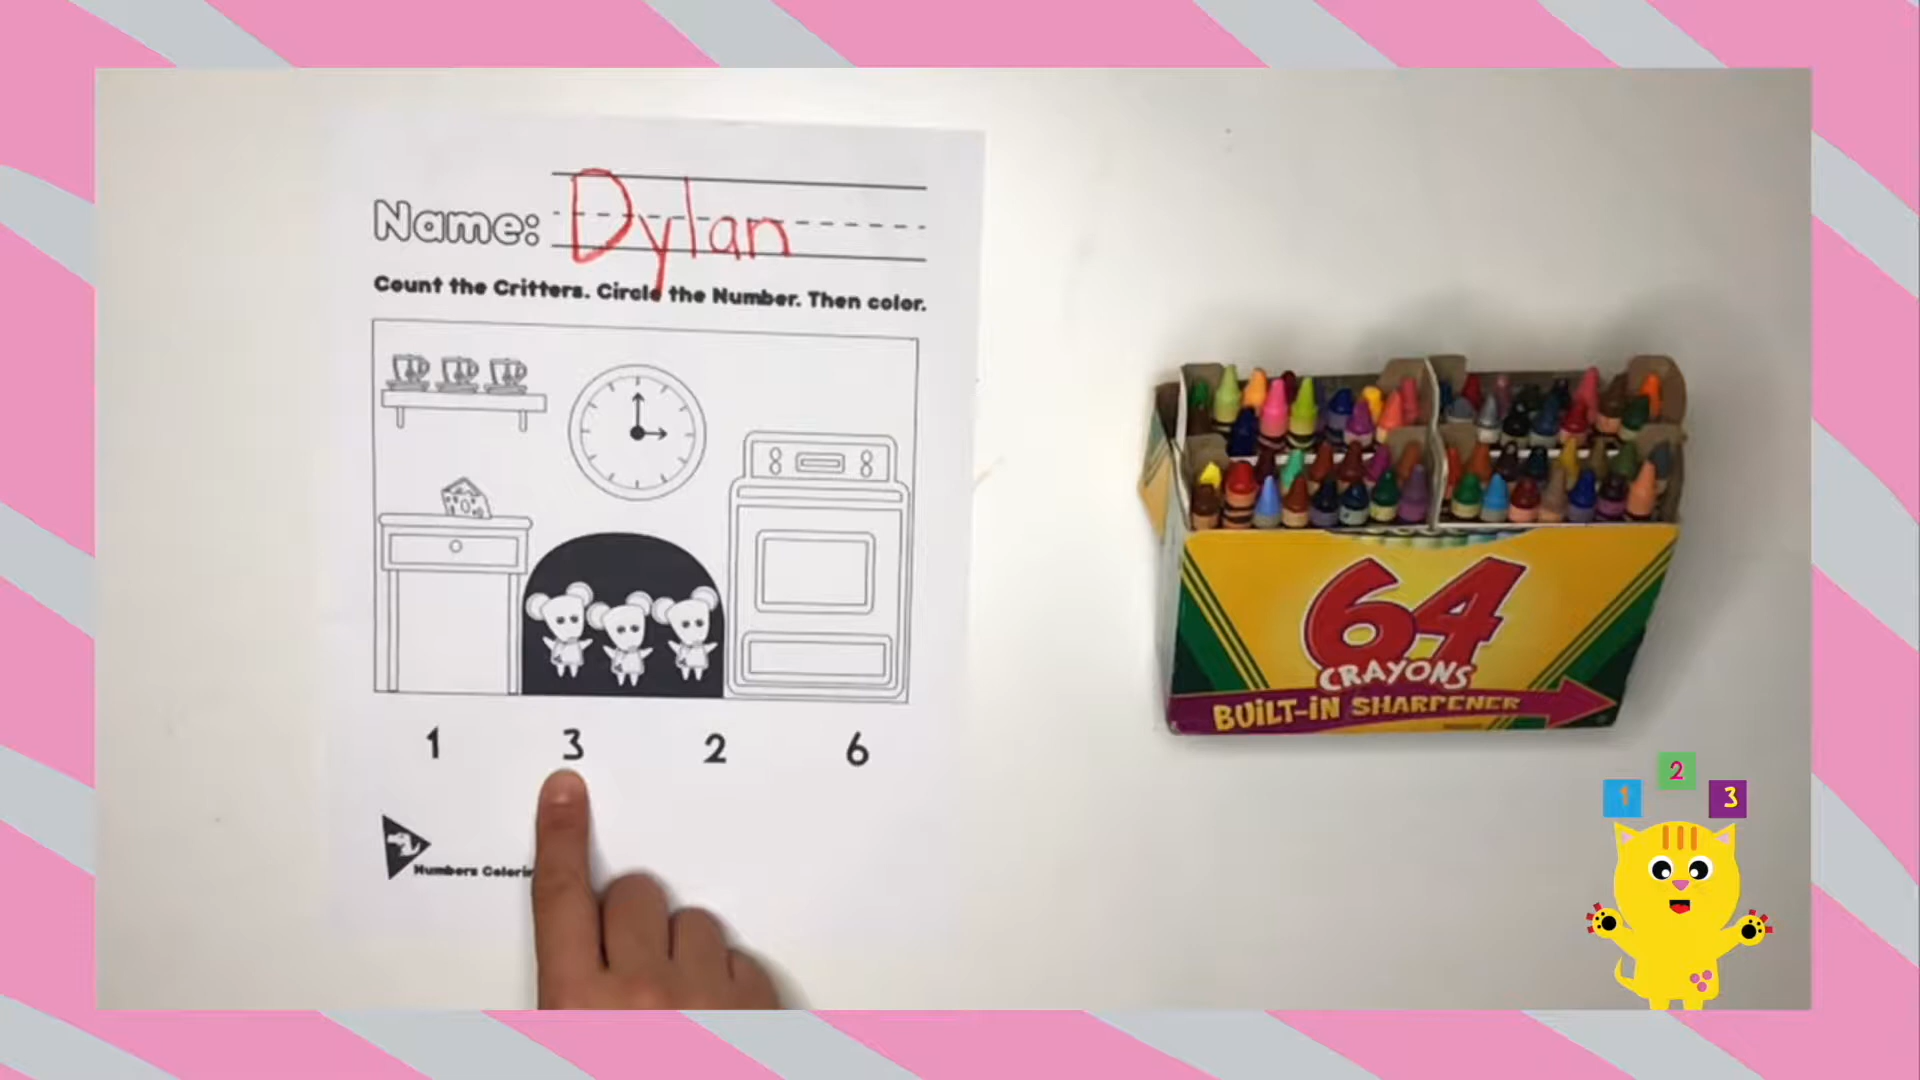 Name: Dylan
Count the Critters. Circle the Number. Then color.
1 3 2 6
Numbers
64
CRAYONS
BUILT-IN SHARPENER
1 2 3